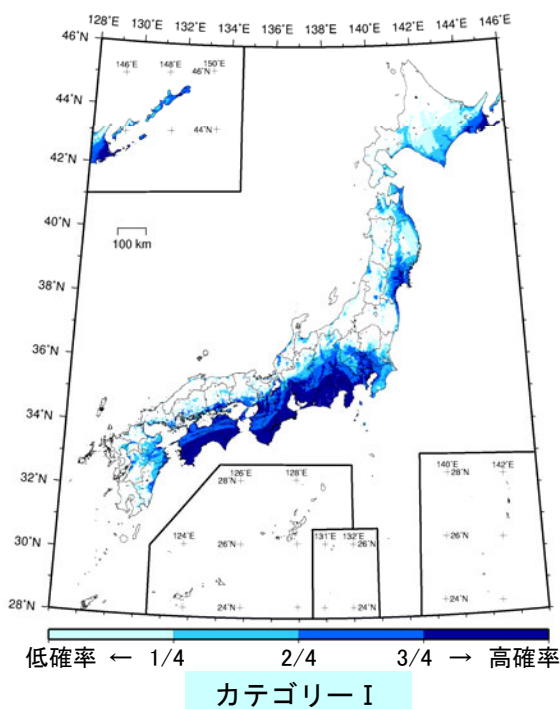 128˚E 130˚E 132˚E 134˚E 136˚E 138˚E 140˚E 142˚E 144˚E 146˚E
46˚N
146˚E 148˚E 150˚E
46˚N
44˚N
44˚N
42˚N
40˚N
100 km
38˚N
36˚N
34˚N
32˚N
126˚E 128˚E
28˚N
140˚E 142˚E
28˚N
30˚N
124˚E
26˚N
131˚E 132˚E
26˚N
26˚N
24˚N
24˚N
24˚N
28˚N
低確率 ← 1/4 2/4 3/4 → 高確率
カテゴリーⅠ